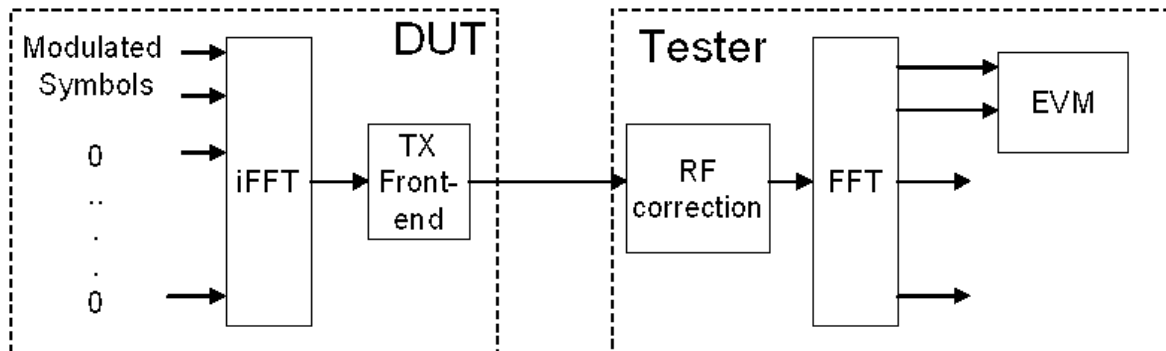 DUT
Modulated
Symbols
0
..
.
.
0
iFFT
TX
Front-
end
Tester
RF
correction
FFT
EVM